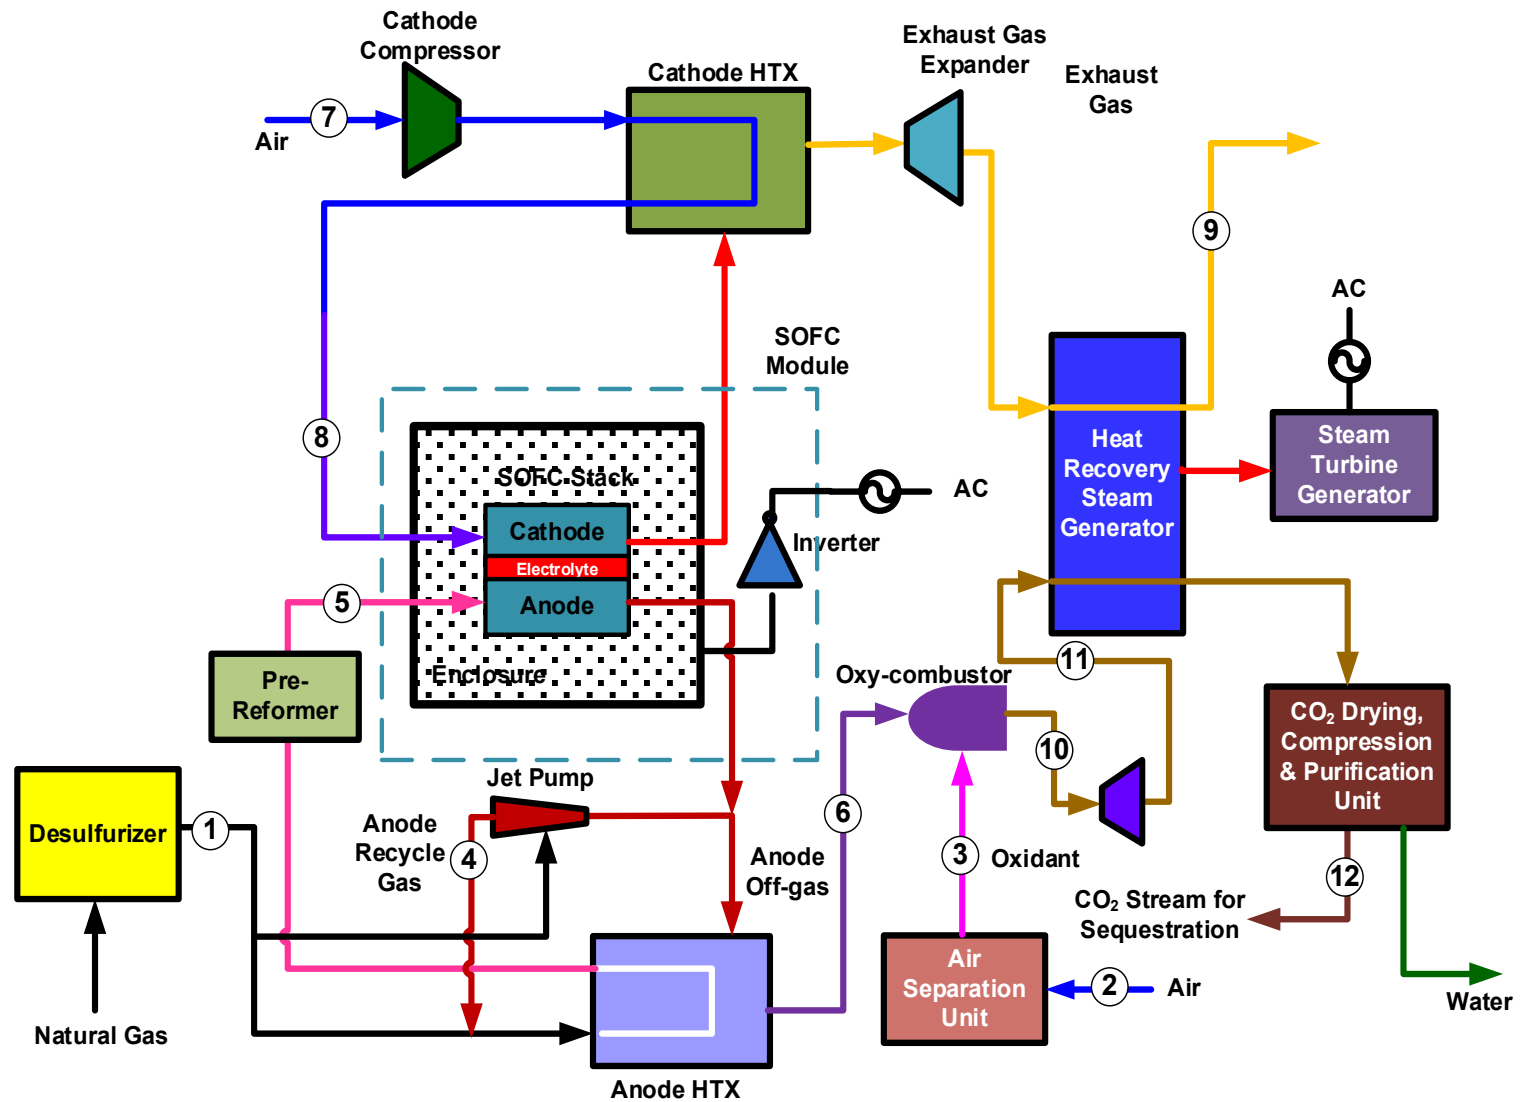 Cathode
Compressor
7
Air
Cathode HTX
Exhaust Gas
Expander
Exhaust
Gas
9
AC
SOFC
Module
8
SOFC Stack
Cathode
Electrolyte
Anode
Enclosure
AC
Inverter
Heat
Recovery
Steam
Generator
Steam
Turbine
Generator
5
Pre-
Reformer
11
Oxy-combustor
10
CO₂ Drying,
Compression
& Purification
Unit
Desulfurizer
1
Natural Gas
Jet Pump
Anode
Recycle
Gas
4
Anode
Off-gas
6
3
Oxidant
12
CO₂ Stream for
Sequestration
Air
Separation
Unit
2
Air
Water
Anode HTX